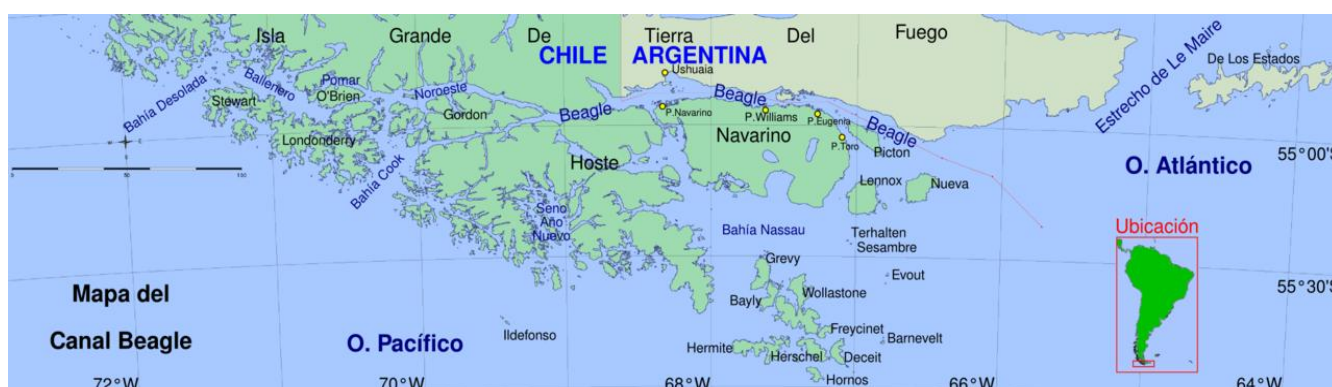 Isla Grande De Tierra Del Fuego
CHILE ARGENTINA
De Los Estados
Estrecho de Le Maire
Ushuaia
Pomar
Ballenero
O'Brien
Noroeste
Bahía Desolada
Stewart
Gordon
Beagle
Beagle
Beagle
P.Navarino
P.Williams
P.Eugenia
P.Toro
Londonderry
Navarino
Picton
Hoste
Bahía Cook
Lennox
Nueva
O. Atlántico
55°00'S
Seno
Año
Nuevo
Bahía Nassau
Terhalten
Sesambre
Ubicación
Grevy
Evout
Mapa del
Canal Beagle
Bayly
Wollastone
55°30'S
Ildefonso
O. Pacífico
Freycinet
Barnevelt
Hermite
Herschel
Deceit
Hornos
0 50 100
72°W 70°W 68°W 66°W 64°W